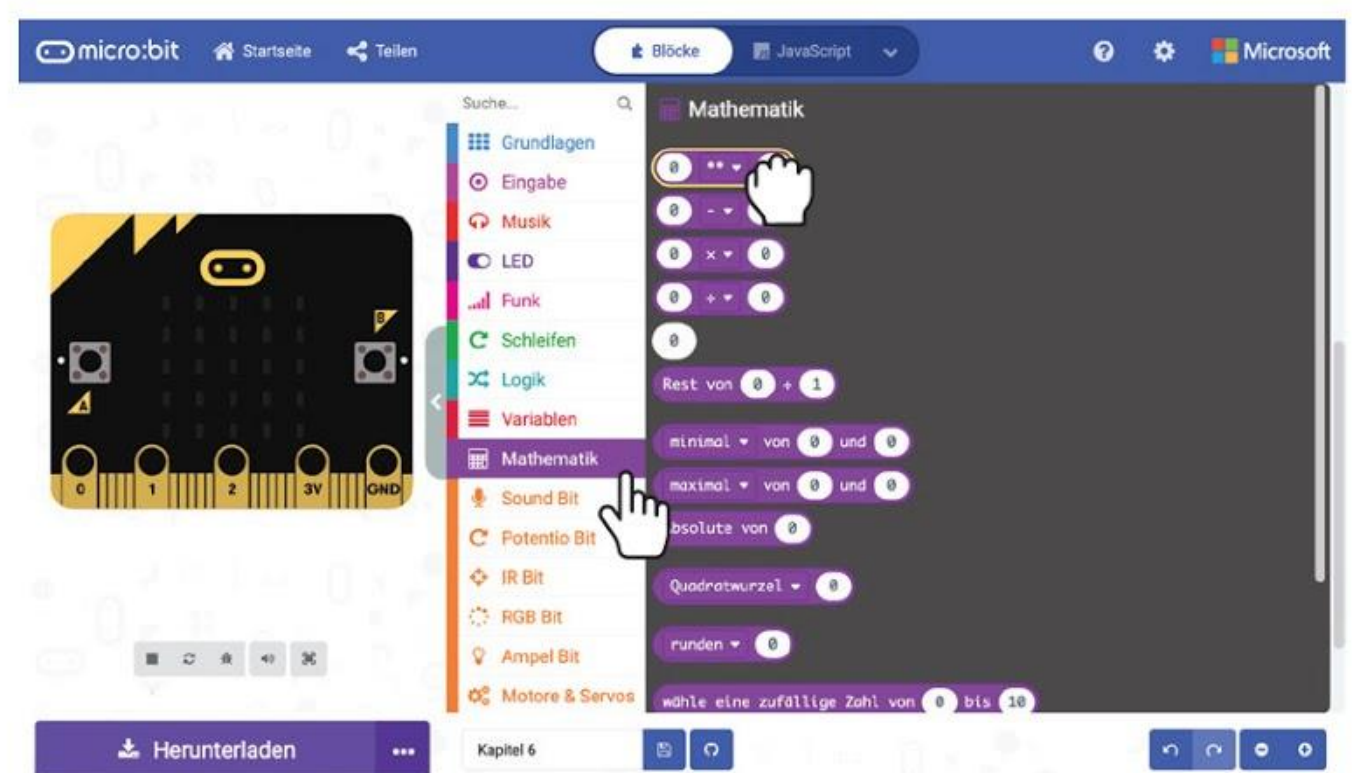 micro:bit Startseite Teilen Blöcke JavaScript Microsoft
Suche...
Grundlagen
Eingabe
Musik
LED
Funk
Schleifen
Logik
Variablen
Mathematik
Sound Bit
Potentio Bit
IR Bit
RGB Bit
Ampel Bit
Motore & Servos
Mathematik
0 **
0 -
0 × 0
0 ÷ 0
0
Rest von 0 ÷ 1
minimal von 0 und 0
maximal von 0 und 0
bsolute von 0
Quadratwurzel 0
runden 0
wähle eine zufällige Zahl von 0 bis 10
B
A
0 1 2 3V GND
Herunterladen ...
Kapitel 6